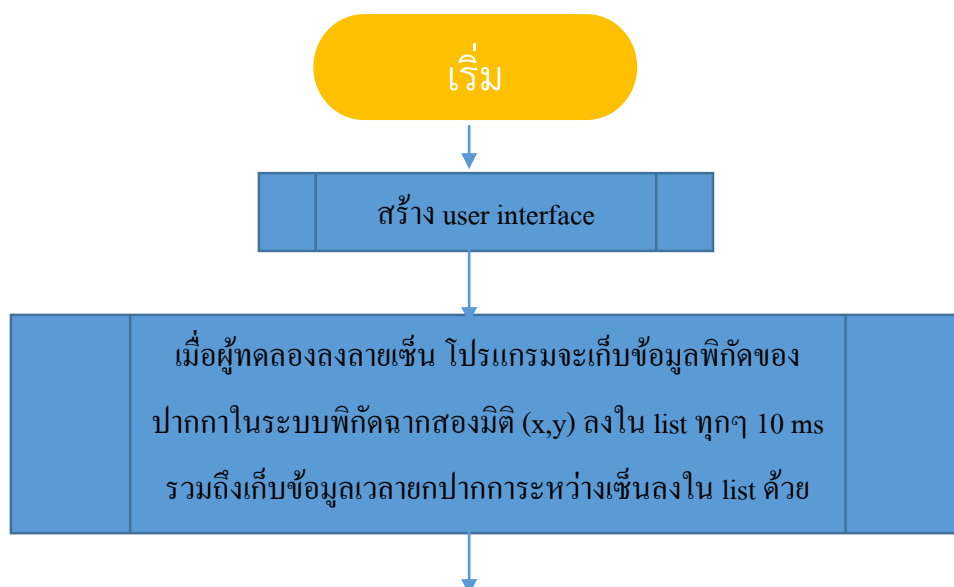 เริ่ม
สร้าง user interface
เมื่อผู้ทดลองลงลายเซ็น โปรแกรมจะเก็บข้อมูลพิกัดของ
ปากกาในระบบพิกัดฉากสองมิติ (x,y) ลงใน list ทุกๆ 10 ms
รวมถึงเก็บข้อมูลเวลายกปากการะหว่างเซ็นลงใน list ด้วย